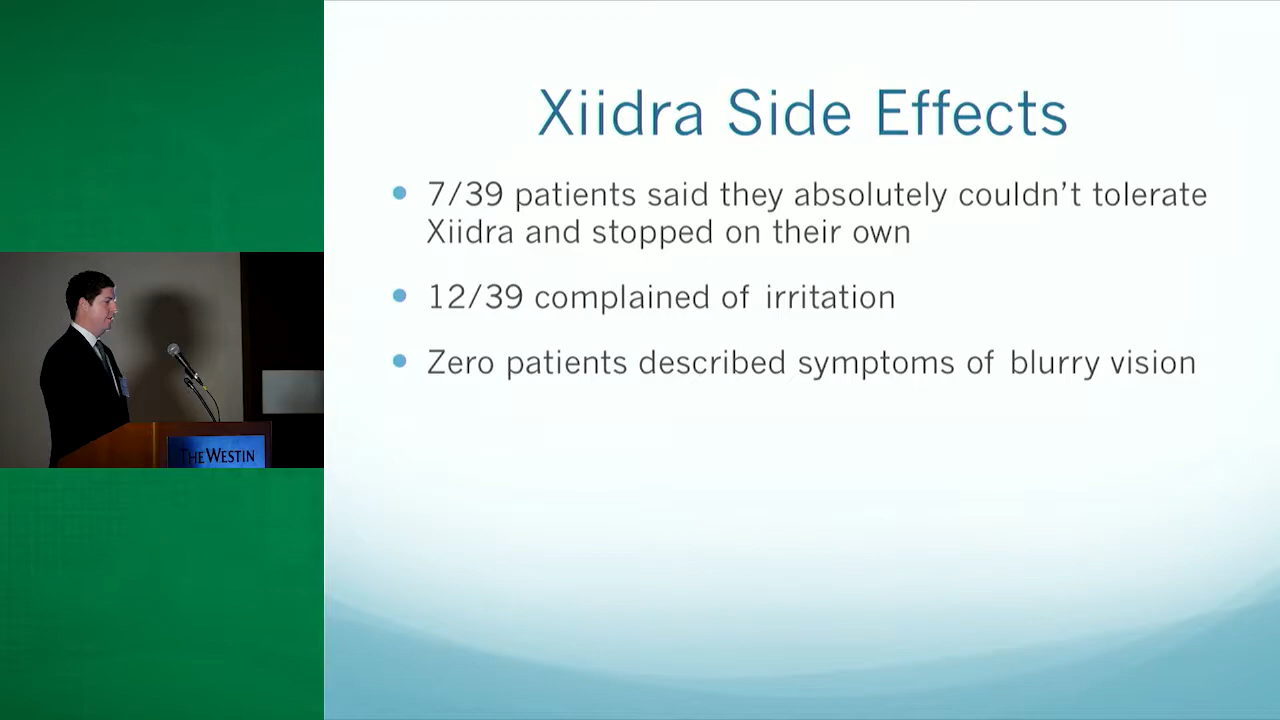 Xiidra Side Effects
7/39 patients said they absolutely couldn't tolerate
Xiidra and stopped on their own
12/39 complained of irritation
Zero patients described symptoms of blurry vision
THE WESTIN